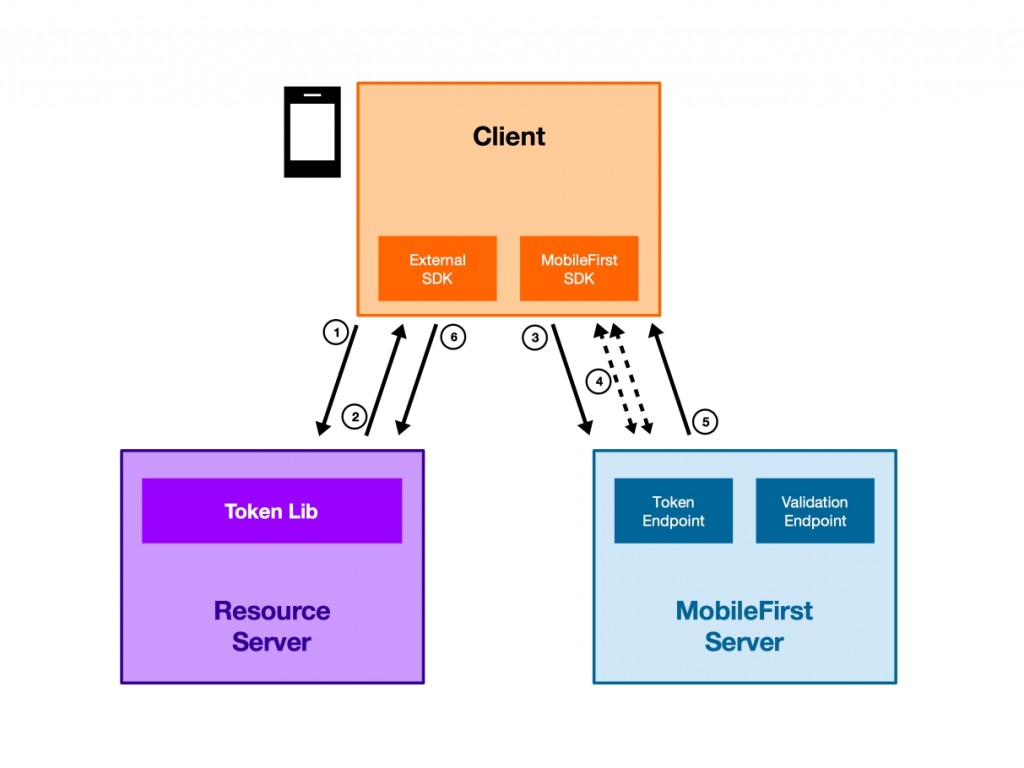 Client
External
SDK
MobileFirst
SDK
1
6
3
4
2
5
Token Lib
Token
Endpoint
Validation
Endpoint
Resource
Server
MobileFirst
Server